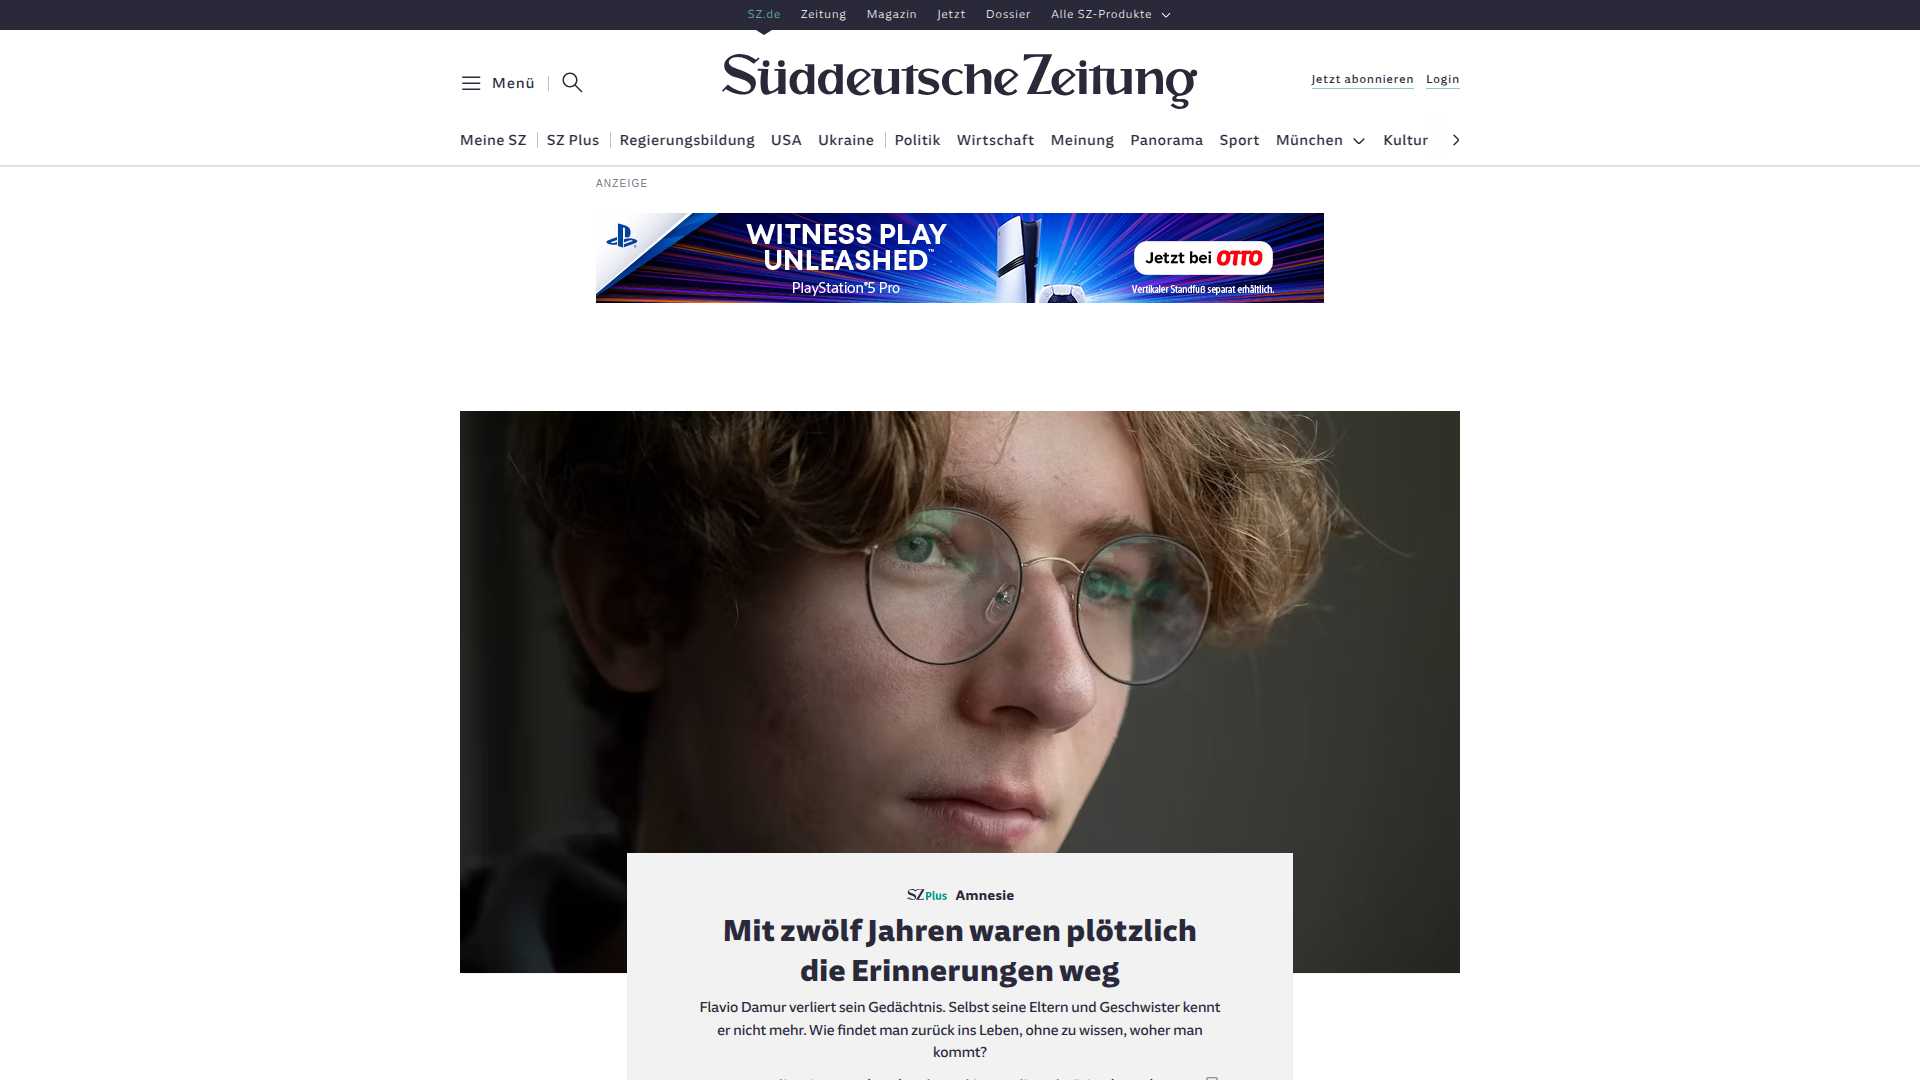 SZ.de Zeitung Magazin Jetzt Dossier Alle SZ-Produkte
Menü
Süddeutsche Zeitung
Jetzt abonnieren Login
Meine SZ SZ Plus Regierungsbildung USA Ukraine Politik Wirtschaft Meinung Panorama Sport München Kultur
ANZEIGE
WITNESS PLAY
UNLEASHED™
PlayStation®5 Pro
Jetzt bei OTTO
Vertikaler Standfuß separat erhältlich.
SZ Plus Amnesie
Mit zwölf Jahren waren plötzlich
die Erinnerungen weg
Flavio Damur verliert sein Gedächtnis. Selbst seine Eltern und Geschwister kennt
er nicht mehr. Wie findet man zurück ins Leben, ohne zu wissen, woher man
kommt?